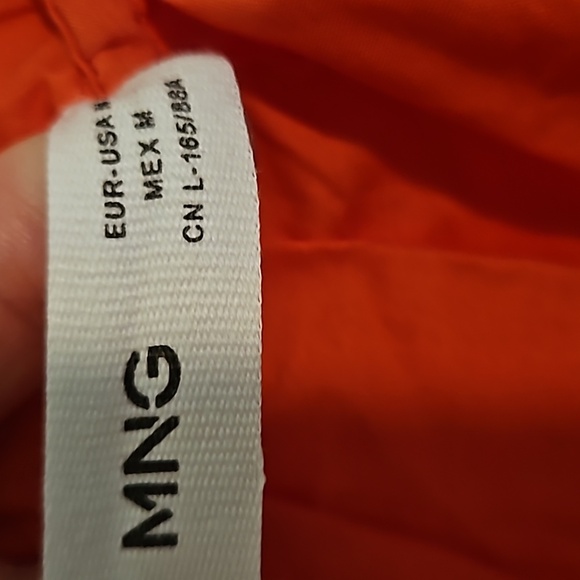 MNG
EUR-USA M
MEX M
CN L-165/88A